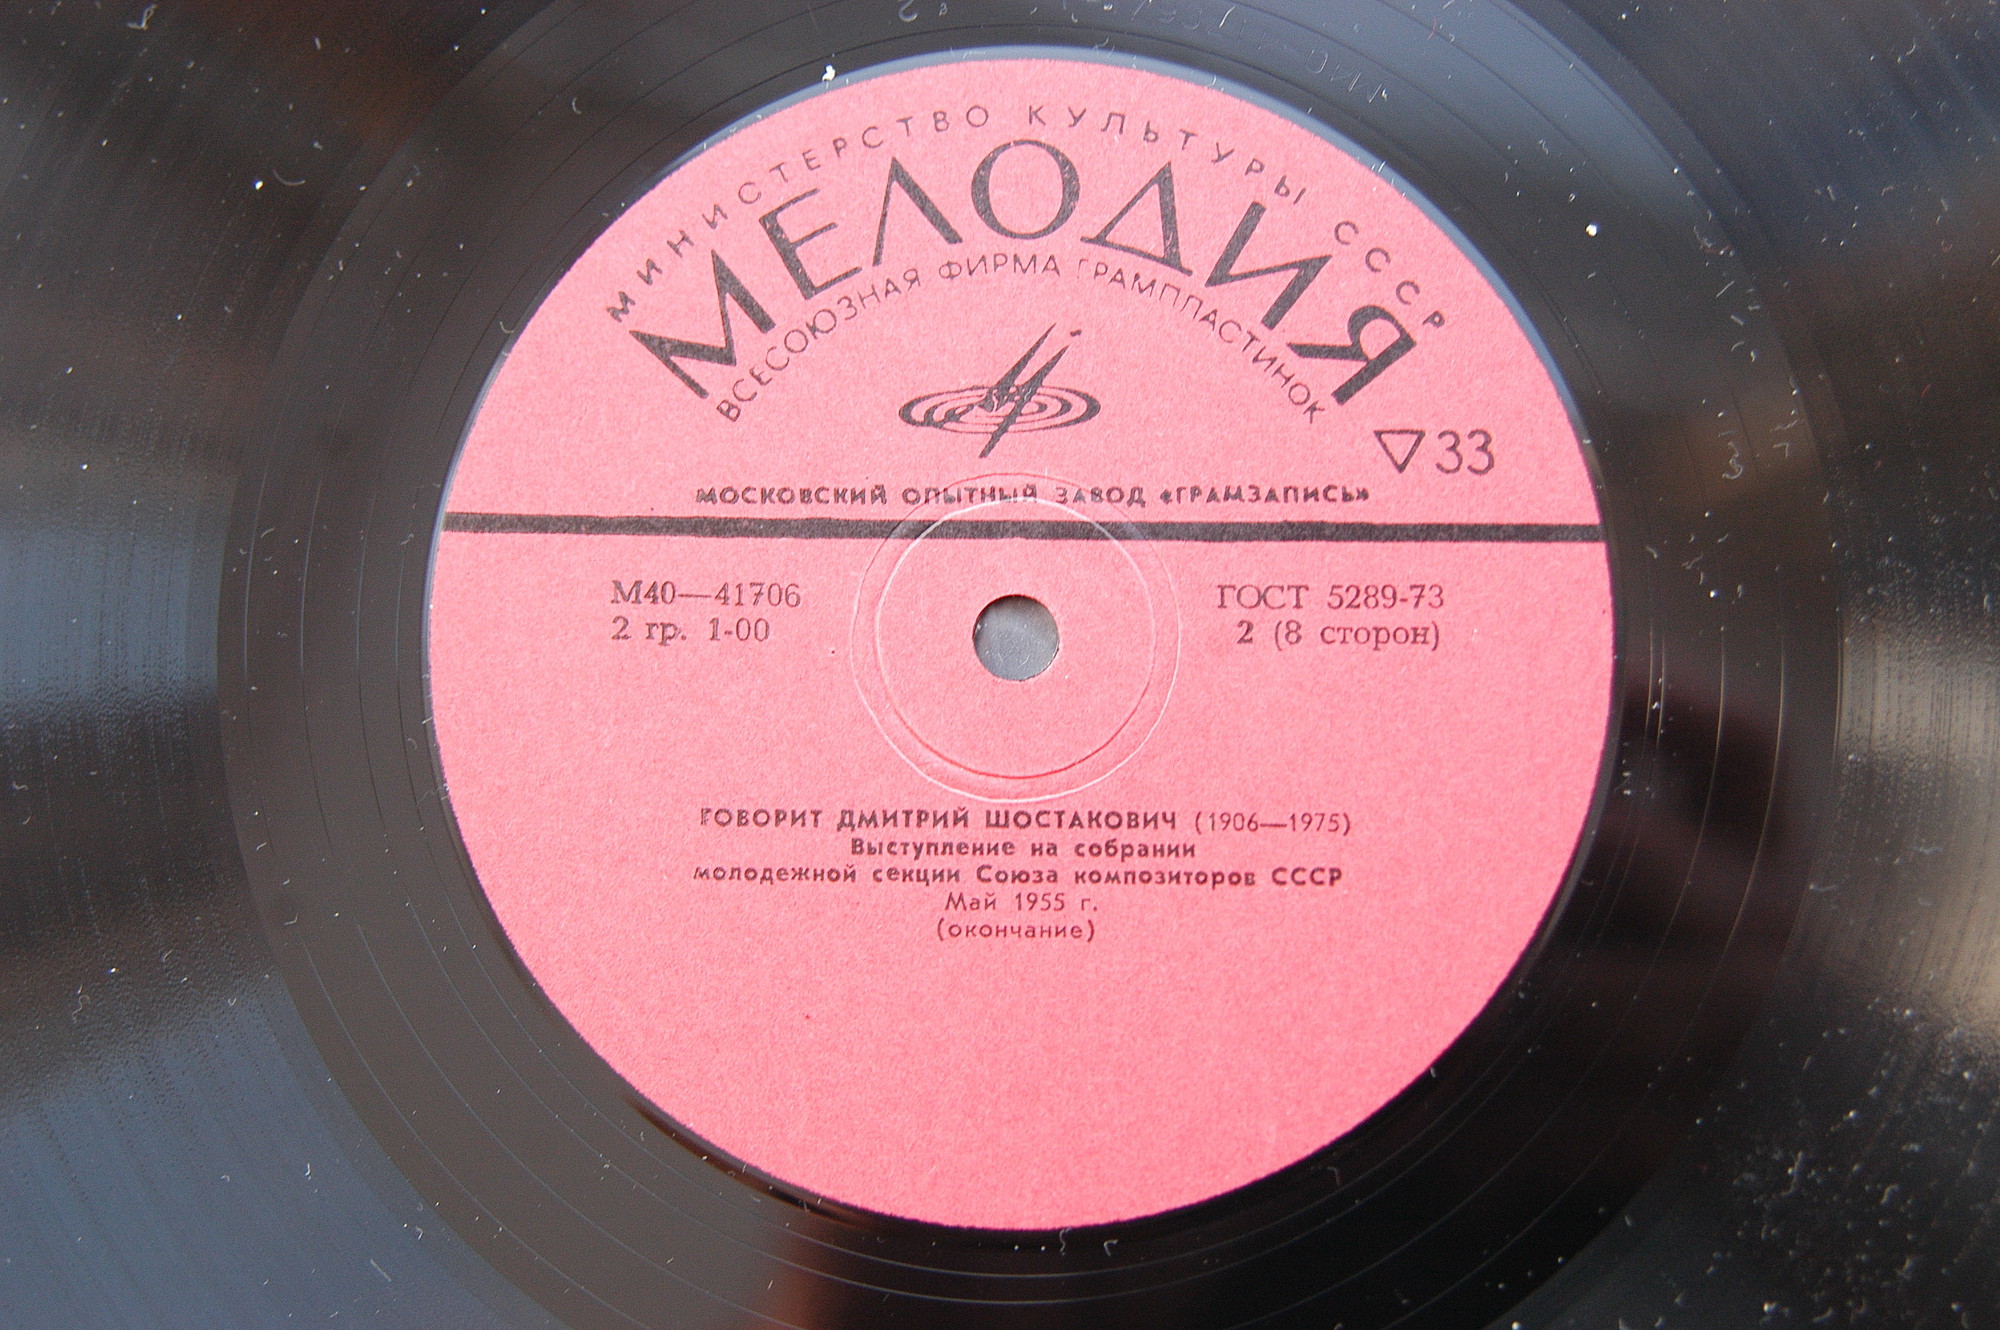 МИНИСТЕРСТВО КУЛЬТУРЫ СССР
МЕЛОДИЯ
ВСЕСОЮЗНАЯ ФИРМА ГРАМПЛАСТИНОК
33
МОСКОВСКИЙ ОПЫТНЫЙ ЗАВОД «ГРАМЗАПИСЬ»
М40—41706
2 гр. 1-00
ГОСТ 5289-73
2 (8 сторон)
ГОВОРИТ ДМИТРИЙ ШОСТАКОВИЧ (1906—1975)
Выступление на собрании
молодежной секции Союза композиторов СССР
Май 1955 г.
(окончание)